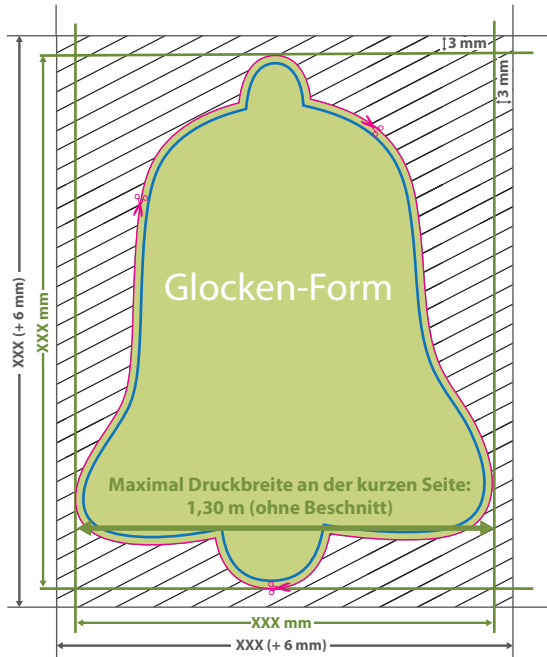 3 mm
3 mm
XXX (+ 6 mm)
XXX mm
Glocken-Form
Maximal Druckbreite an der kurzen Seite:
1,30 m (ohne Beschnitt)
XXX mm
XXX (+ 6 mm)